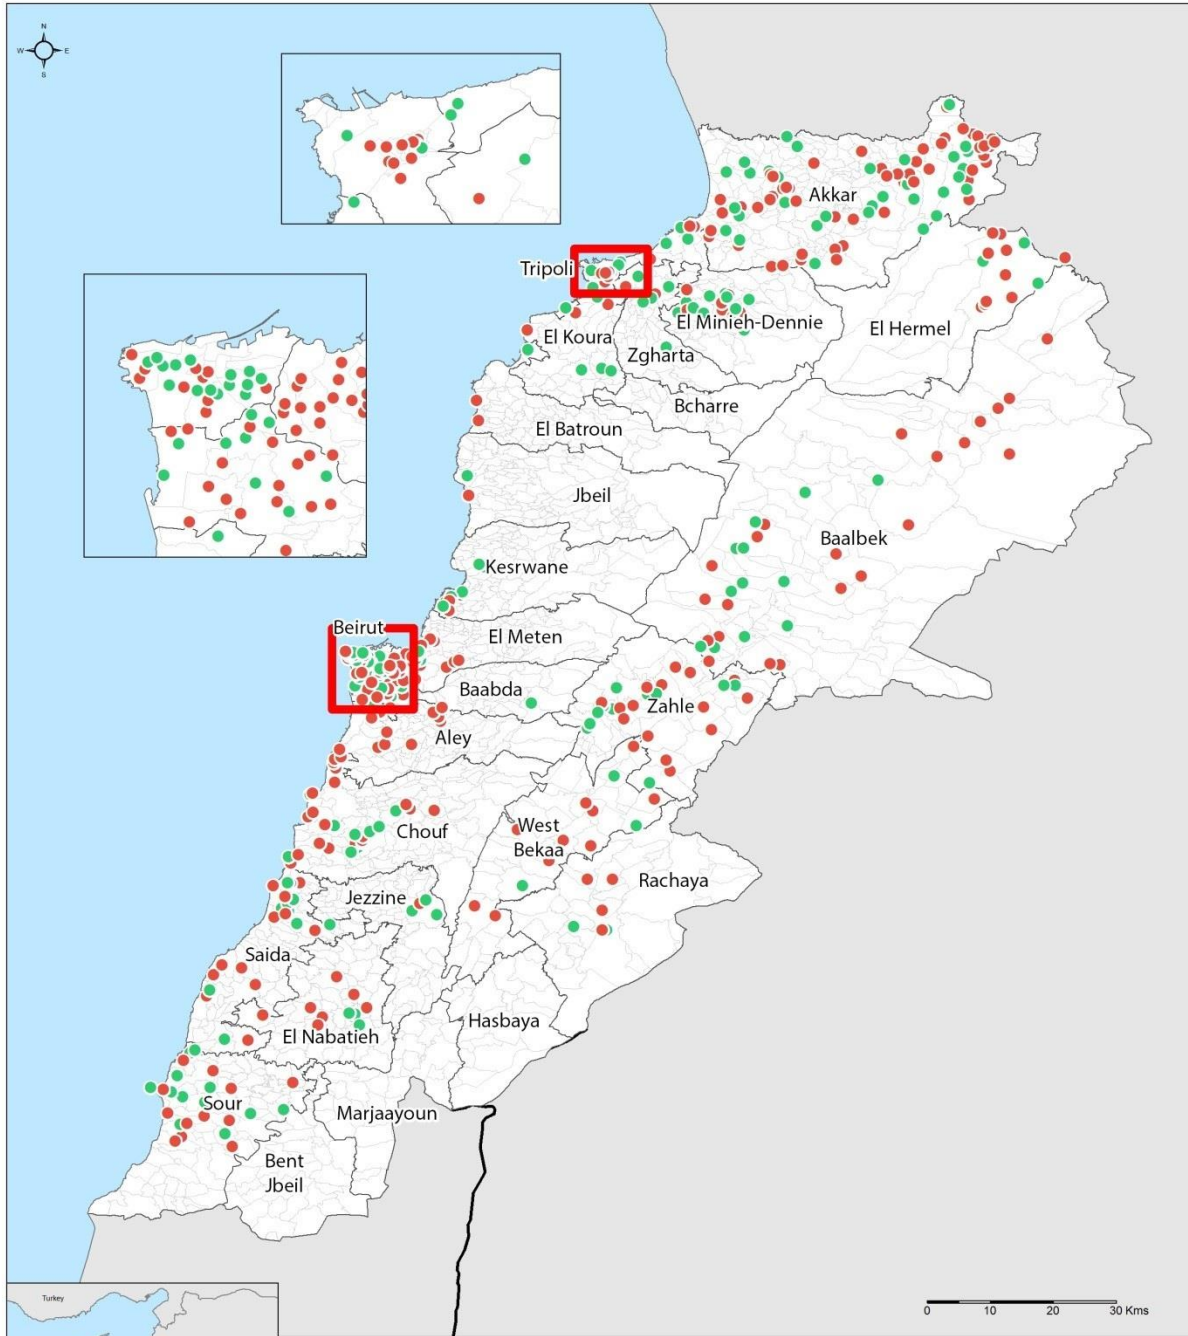 N
W E
S
Akkar
Tripoli
El Minieh-Dennie
El Hermel
El Koura
Zgharta
Bcharre
El Batroun
Jbeil
Baalbek
Kesrwane
Beirut
El Meten
Baabda
Zahle
Aley
Chouf
West
Bekaa
Rachaya
Jezzine
Saida
Hasbaya
El Nabatieh
Sour
Marjaayoun
Bent
Jbeil
Turkey
0 10 20 30 Kms